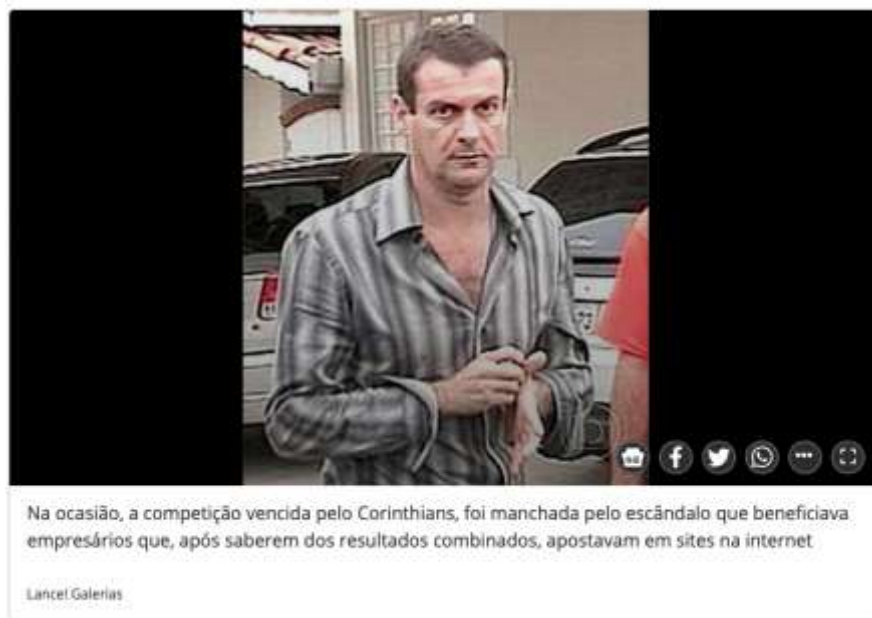 Na ocasião, a competição vencida pelo Corinthians, foi manchada pelo escândalo que beneficiava
empresários que, após saberem dos resultados combinados, apostavam em sites na internet
Lance! Galerias